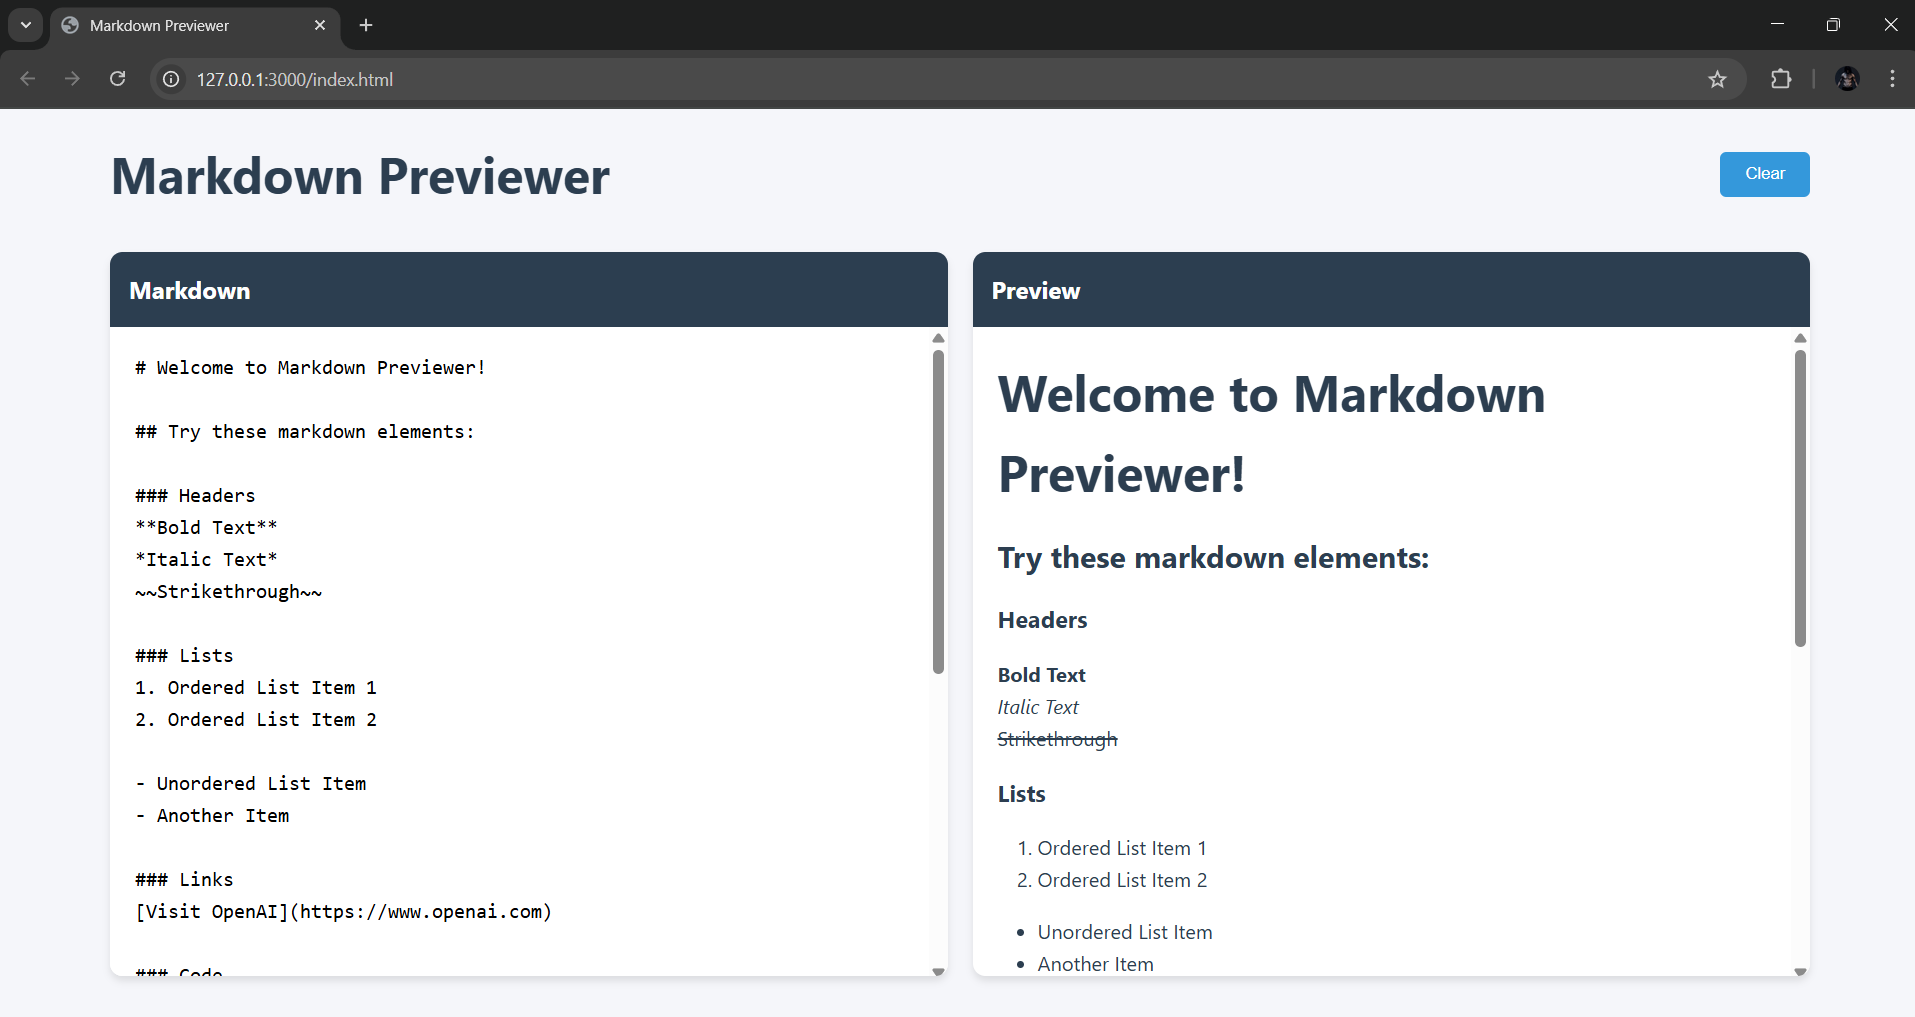 Markdown Previewer
127.0.0.1:3000/index.html
Markdown Previewer
Clear
Markdown
# Welcome to Markdown Previewer!
## Try these markdown elements:
### Headers
**Bold Text**
*Italic Text*
~~Strikethrough~~
### Lists
1. Ordered List Item 1
2. Ordered List Item 2
- Unordered List Item
- Another Item
### Links
[Visit OpenAI](https://www.openai.com)
### Code
Preview
Welcome to Markdown
Previewer!
Try these markdown elements:
Headers
Bold Text
Italic Text
Strikethrough
Lists
1. Ordered List Item 1
2. Ordered List Item 2
• Unordered List Item
• Another Item